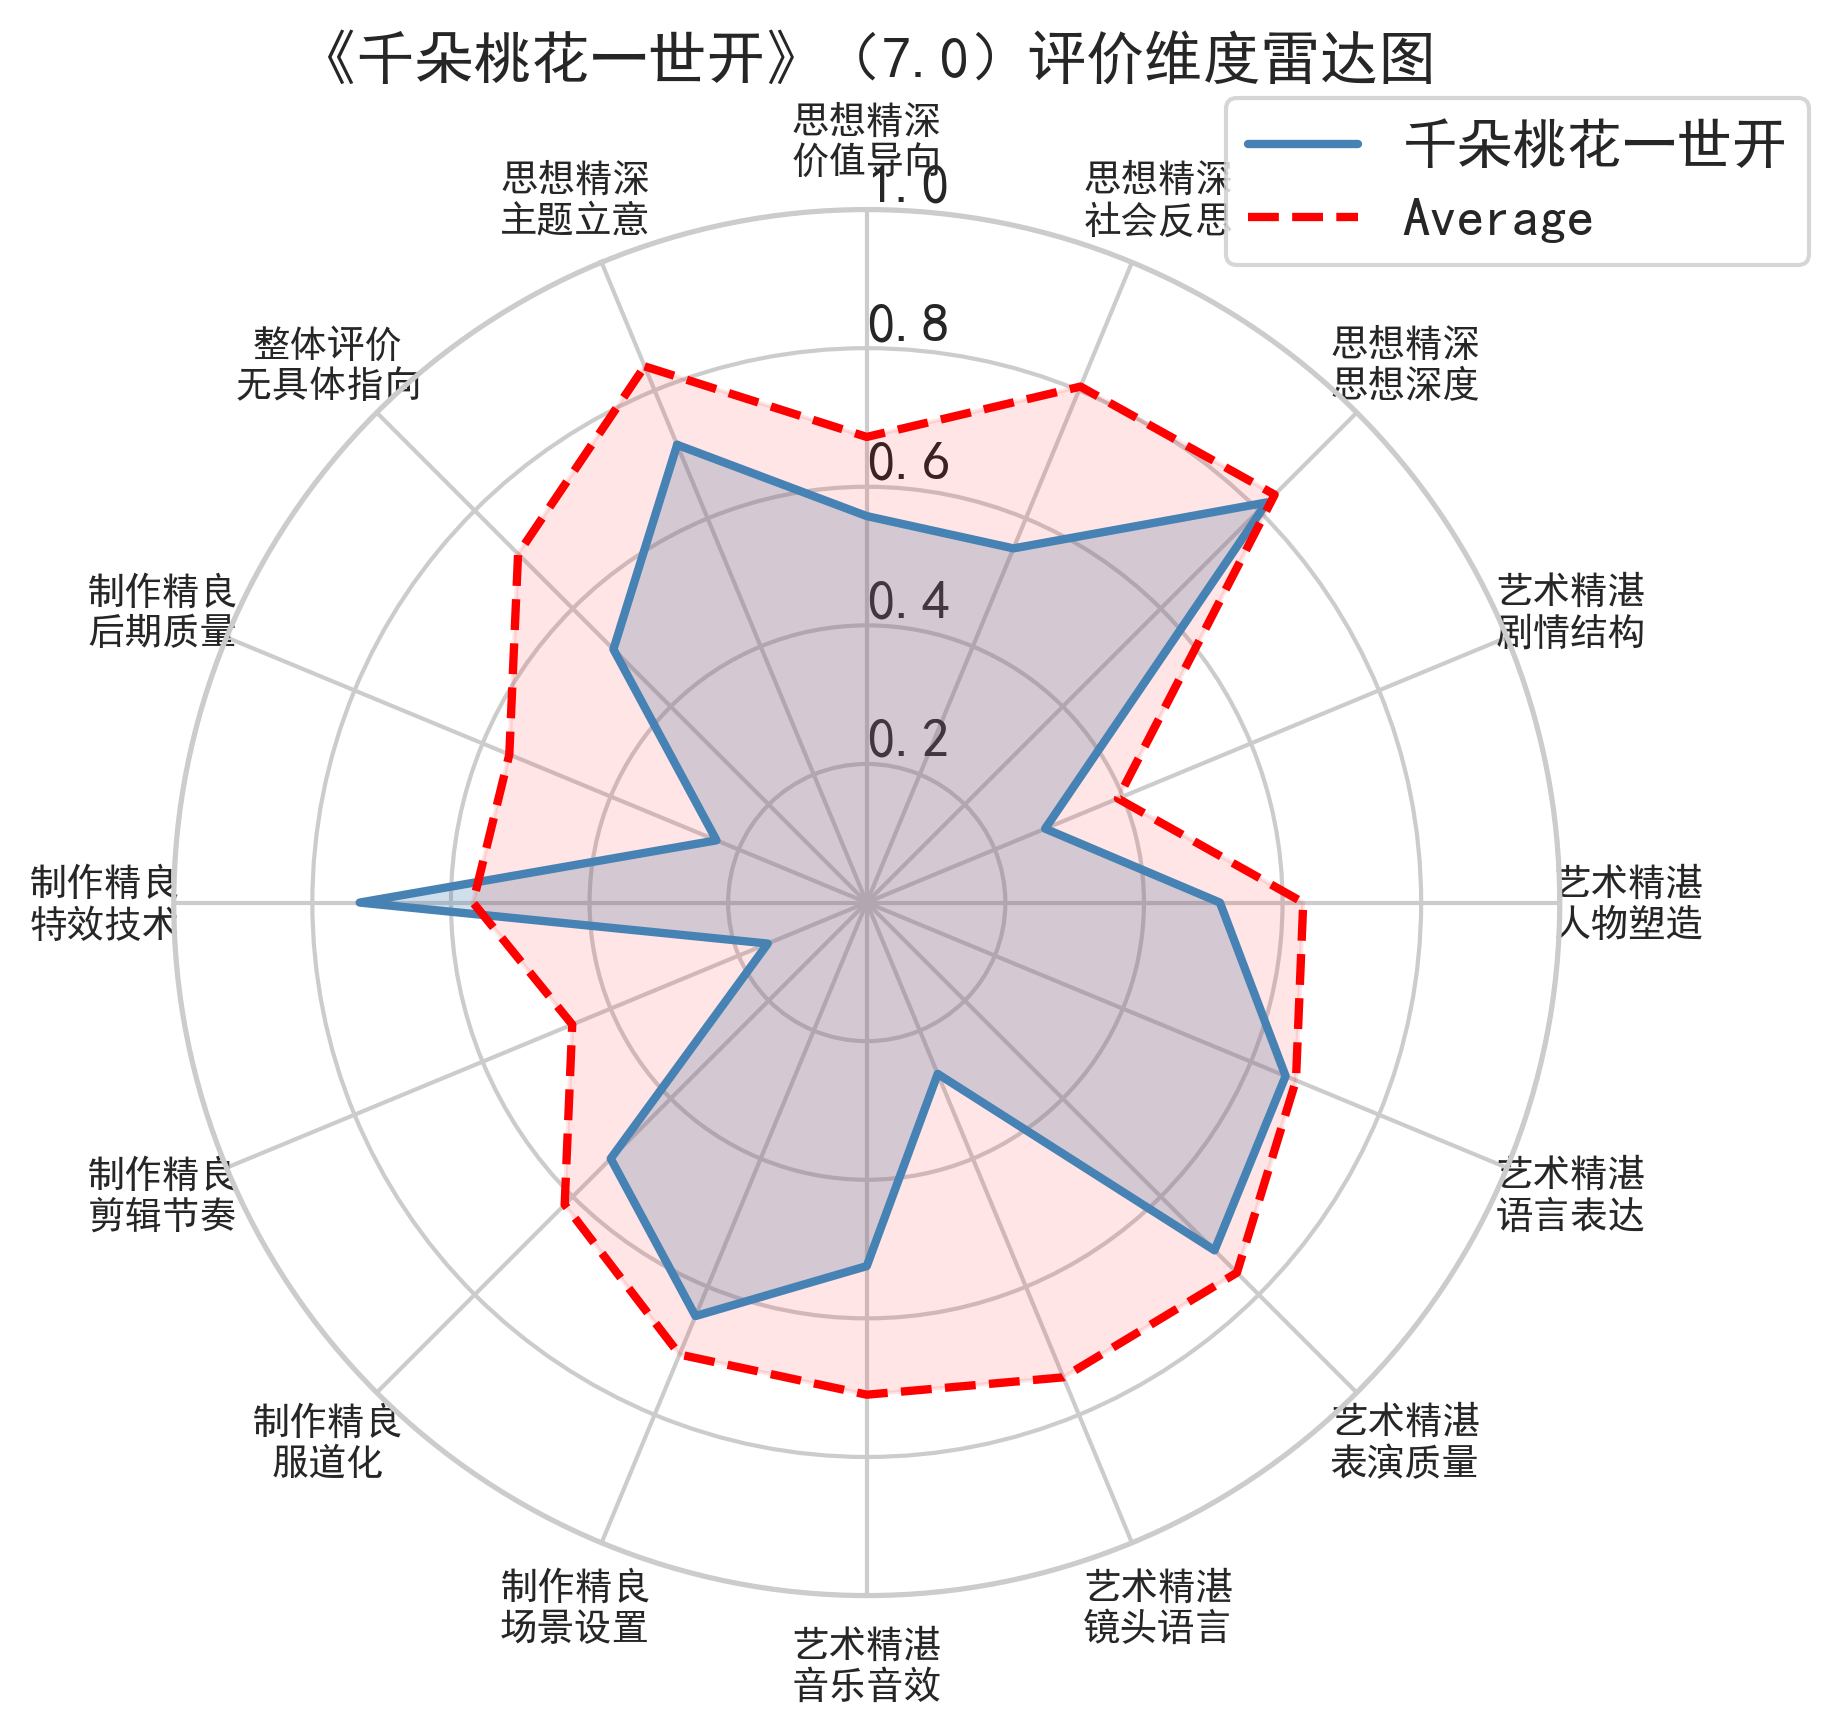 《千朵桃花一世开》（7.0）评价维度雷达图
千朵桃花一世开
Average
思想精深
价值导向
思想精深
社会反思
思想精深
思想深度
艺术精湛
剧情结构
艺术精湛
人物塑造
艺术精湛
语言表达
艺术精湛
表演质量
艺术精湛
镜头语言
艺术精湛
音乐音效
制作精良
场景设置
制作精良
服道化
制作精良
剪辑节奏
制作精良
特效技术
制作精良
后期质量
整体评价
无具体指向
思想精深
主题立意
1.0
0.8
0.6
0.4
0.2